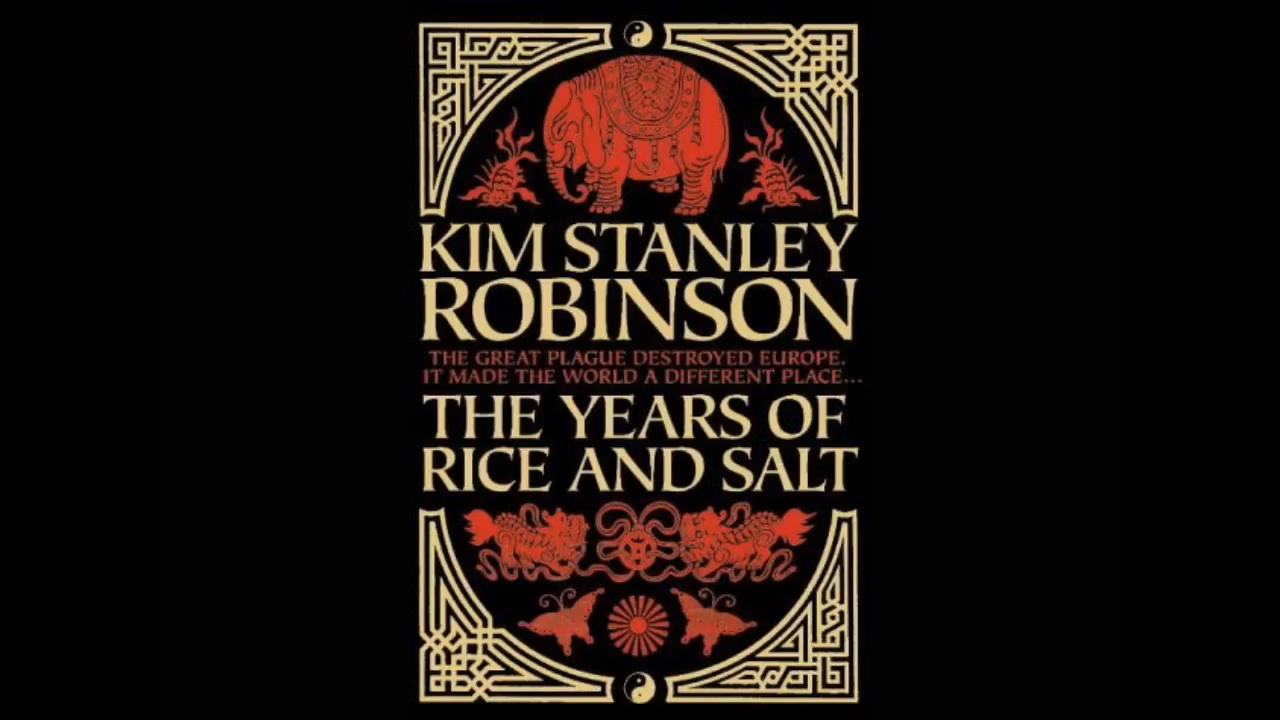 KIM STANLEY
ROBINSON
THE GREAT PLAGUE DESTROYED EUROPE.
IT MADE THE WORLD A DIFFERENT PLACE...
THE YEARS OF
RICE AND SALT